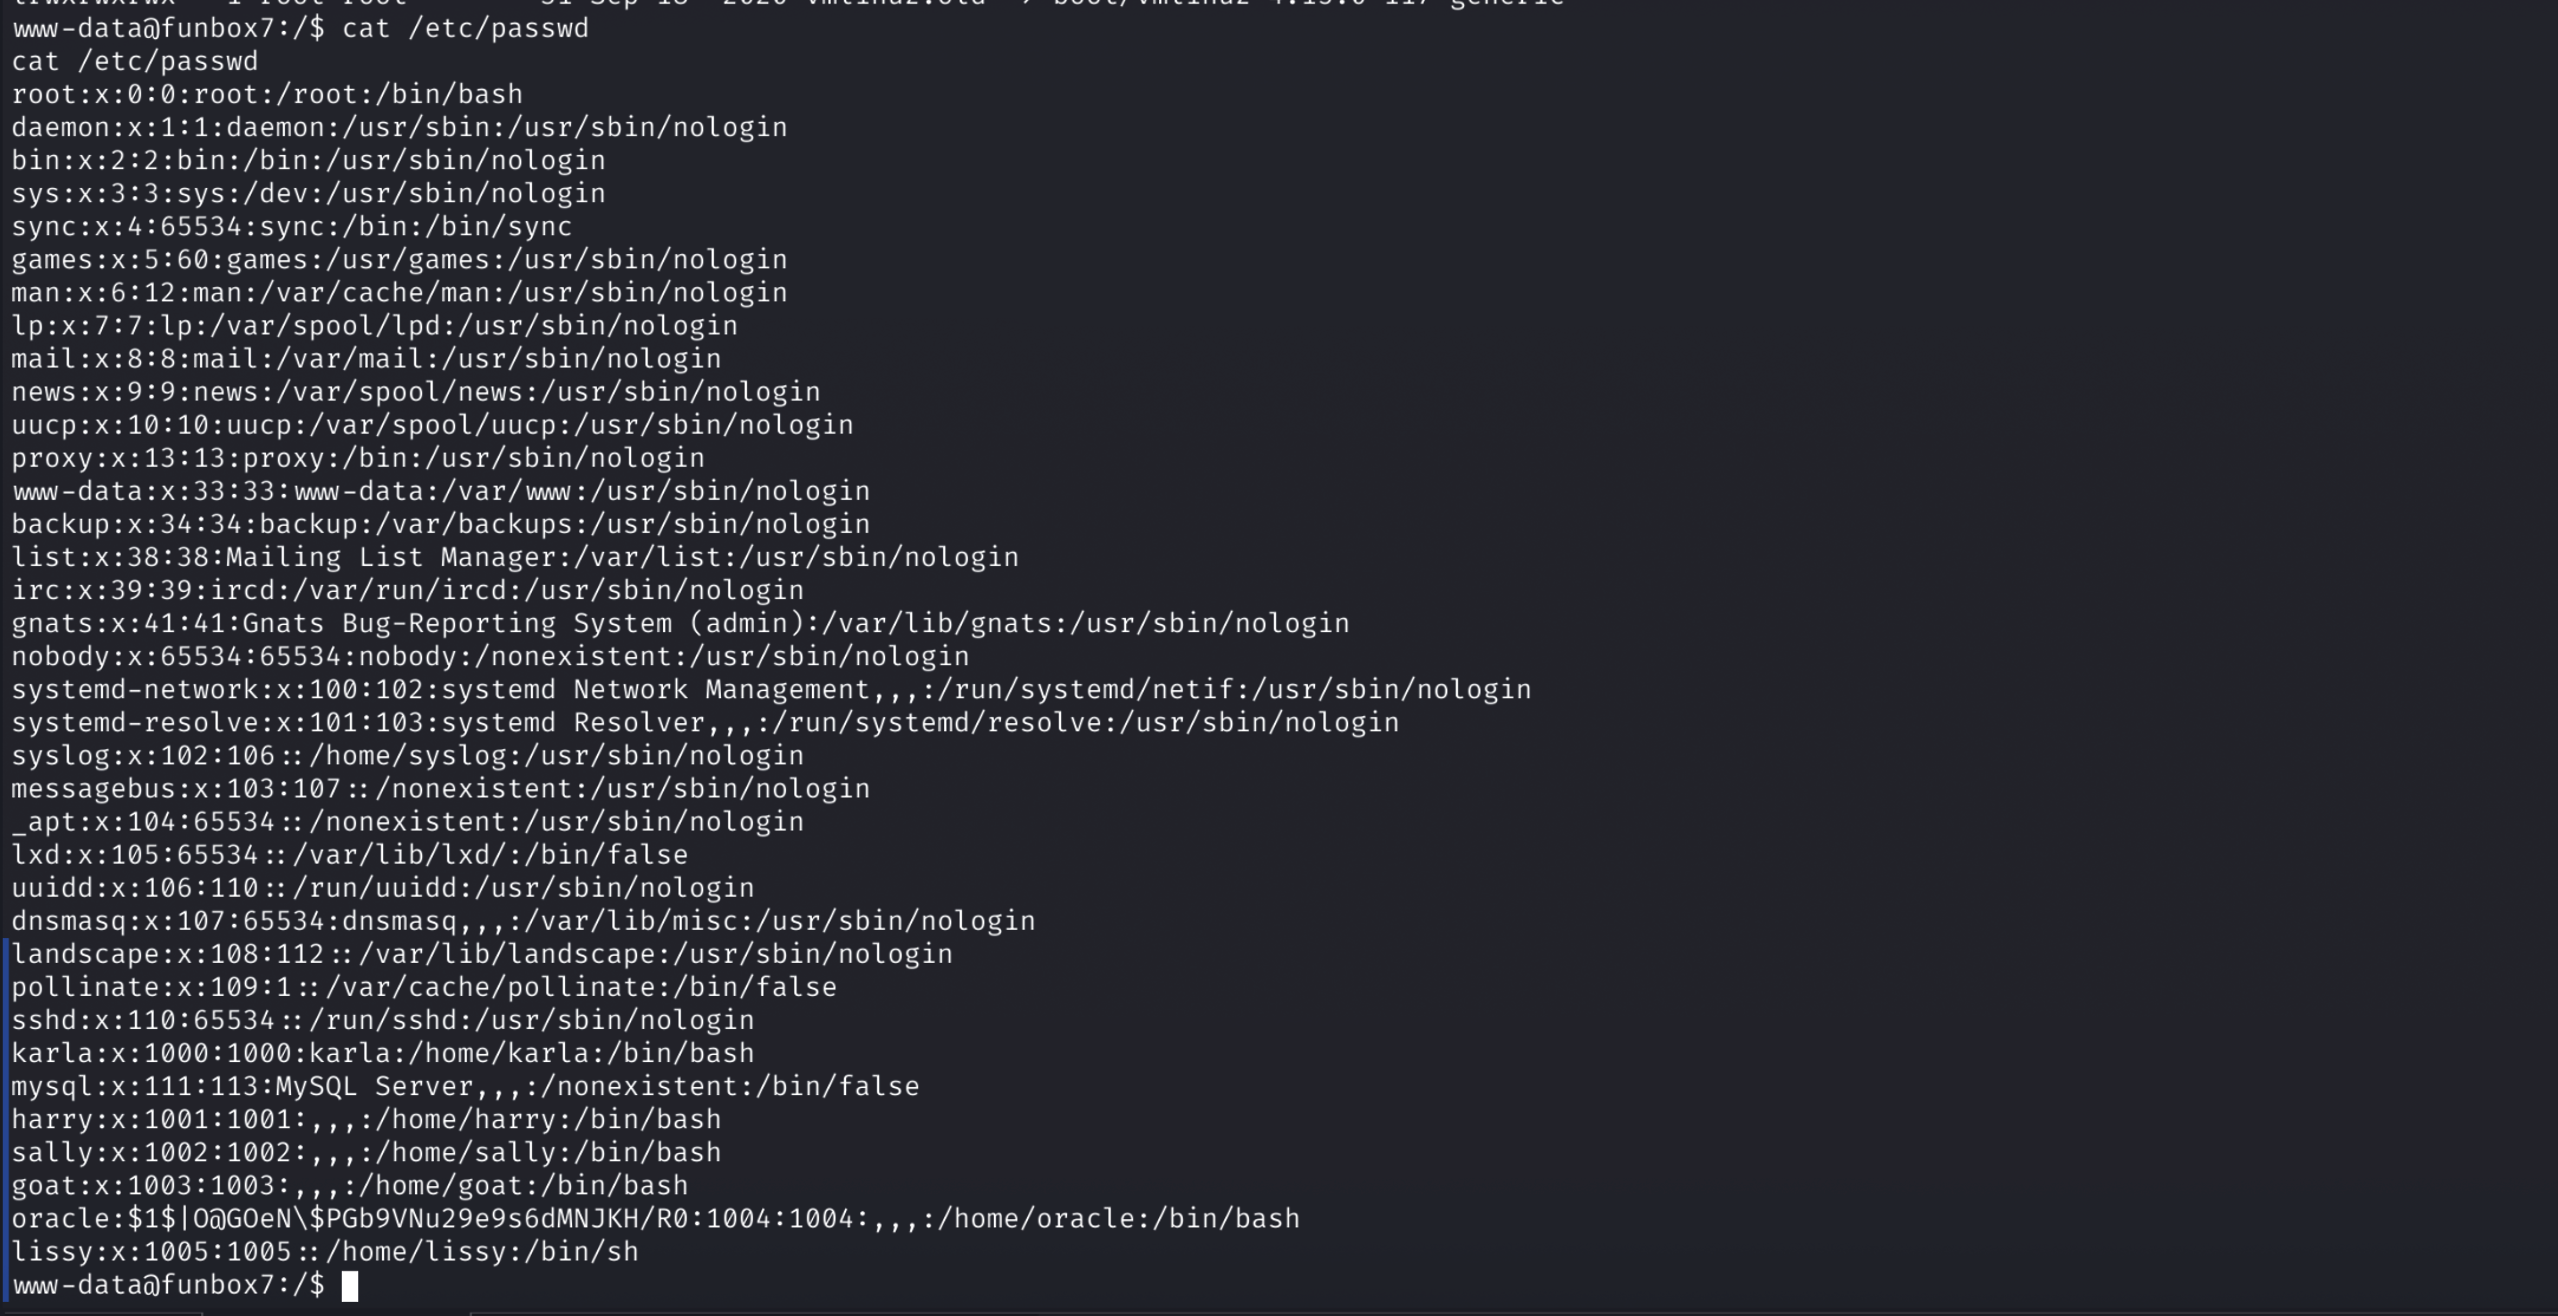 www-data@funbox7:/$ cat /etc/passwd
cat /etc/passwd
root:x:0:0:root:/root:/bin/bash
daemon:x:1:1:daemon:/usr/sbin:/usr/sbin/nologin
bin:x:2:2:bin:/bin:/usr/sbin/nologin
sys:x:3:3:sys:/dev:/usr/sbin/nologin
sync:x:4:65534:sync:/bin:/bin/sync
games:x:5:60:games:/usr/games:/usr/sbin/nologin
man:x:6:12:man:/var/cache/man:/usr/sbin/nologin
lp:x:7:7:lp:/var/spool/lpd:/usr/sbin/nologin
mail:x:8:8:mail:/var/mail:/usr/sbin/nologin
news:x:9:9:news:/var/spool/news:/usr/sbin/nologin
uucp:x:10:10:uucp:/var/spool/uucp:/usr/sbin/nologin
proxy:x:13:13:proxy:/bin:/usr/sbin/nologin
www-data:x:33:33:www-data:/var/www:/usr/sbin/nologin
backup:x:34:34:backup:/var/backups:/usr/sbin/nologin
list:x:38:38:Mailing List Manager:/var/list:/usr/sbin/nologin
irc:x:39:39:ircd:/var/run/ircd:/usr/sbin/nologin
gnats:x:41:41:Gnats Bug-Reporting System (admin):/var/lib/gnats:/usr/sbin/nologin
nobody:x:65534:65534:nobody:/nonexistent:/usr/sbin/nologin
systemd-network:x:100:102:systemd Network Management,,,:/run/systemd/netif:/usr/sbin/nologin
systemd-resolve:x:101:103:systemd Resolver,,,:/run/systemd/resolve:/usr/sbin/nologin
syslog:x:102:106::/home/syslog:/usr/sbin/nologin
messagebus:x:103:107::/nonexistent:/usr/sbin/nologin
_apt:x:104:65534::/nonexistent:/usr/sbin/nologin
lxd:x:105:65534::/var/lib/lxd/:/bin/false
uuidd:x:106:110::/run/uuidd:/usr/sbin/nologin
dnsmasq:x:107:65534:dnsmasq,,,:/var/lib/misc:/usr/sbin/nologin
landscape:x:108:112::/var/lib/landscape:/usr/sbin/nologin
pollinate:x:109:1::/var/cache/pollinate:/bin/false
sshd:x:110:65534::/run/sshd:/usr/sbin/nologin
karla:x:1000:1000:karla:/home/karla:/bin/bash
mysql:x:111:113:MySQL Server,,,:/nonexistent:/bin/false
harry:x:1001:1001:,,,:/home/harry:/bin/bash
sally:x:1002:1002:,,,:/home/sally:/bin/bash
goat:x:1003:1003:,,,:/home/goat:/bin/bash
oracle:$1$|O@GOeN\$PGb9VNu29e9s6dMNJKH/R0:1004:1004:,,,:/home/oracle:/bin/bash
lissy:x:1005:1005::/home/lissy:/bin/sh
www-data@funbox7:/$